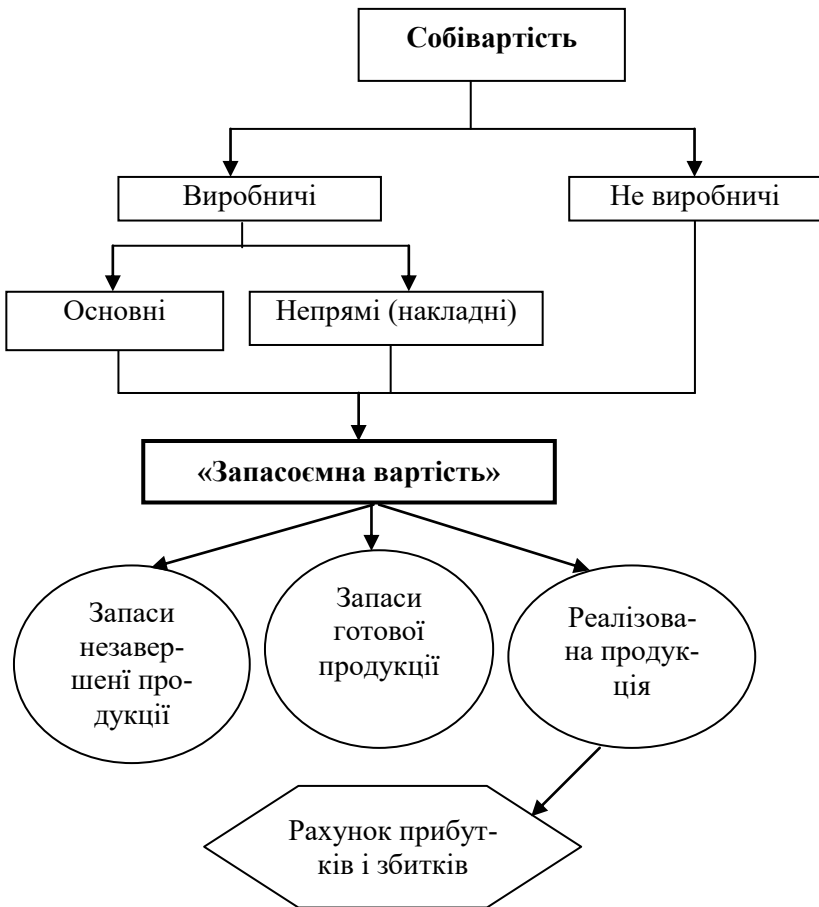 Собівартість
Виробничі
Не виробничі
Основні
Непрямі (накладні)
«Запасоємна вартість»
Запаси
незавер-
шенї про-
дукції
Запаси
готової
продукції
Реалізова-
на продук-
ція
Рахунок прибут-
ків і збитків